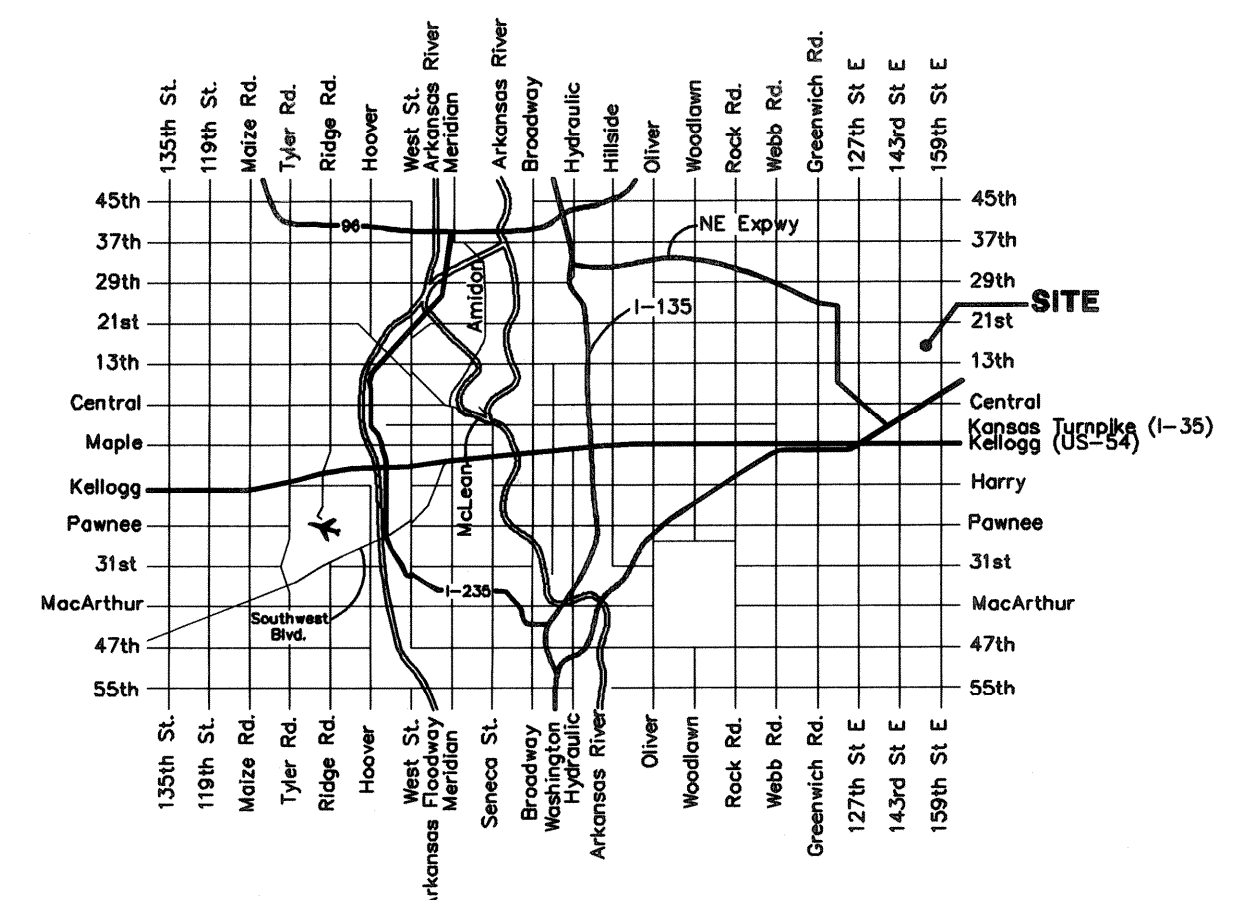 135th St.
119th St.
Maize Rd.
Tyler Rd.
Ridge Rd.
Hoover
West St.
Arkansas River
Meridian
Arkansas River
Broadway
Hydraulic
Hillside
Oliver
Woodlawn
Rock Rd.
Webb Rd.
Greenwich Rd.
127th St E
143rd St E
159th St E
45th
37th
29th
21st
13th
Central
Maple
Kellogg
Pawnee
31st
MacArthur
47th
55th
96
Amidon
NE Expwy
I-135
McLean
I-235
Southwest
Blvd.
45th
37th
29th
SITE
21st
13th
Central
Kansas Turnpike (I-35)
Kellogg (US-54)
Harry
Pawnee
31st
MacArthur
47th
55th
135th St.
119th St.
Maize Rd.
Tyler Rd.
Ridge Rd.
Hoover
West St.
Arkansas Floodway
Meridian
Seneca St.
Broadway
Washington
Hydraulic
Arkansas River
Oliver
Woodlawn
Rock Rd.
Webb Rd.
Greenwich Rd.
127th St E
143rd St E
159th St E